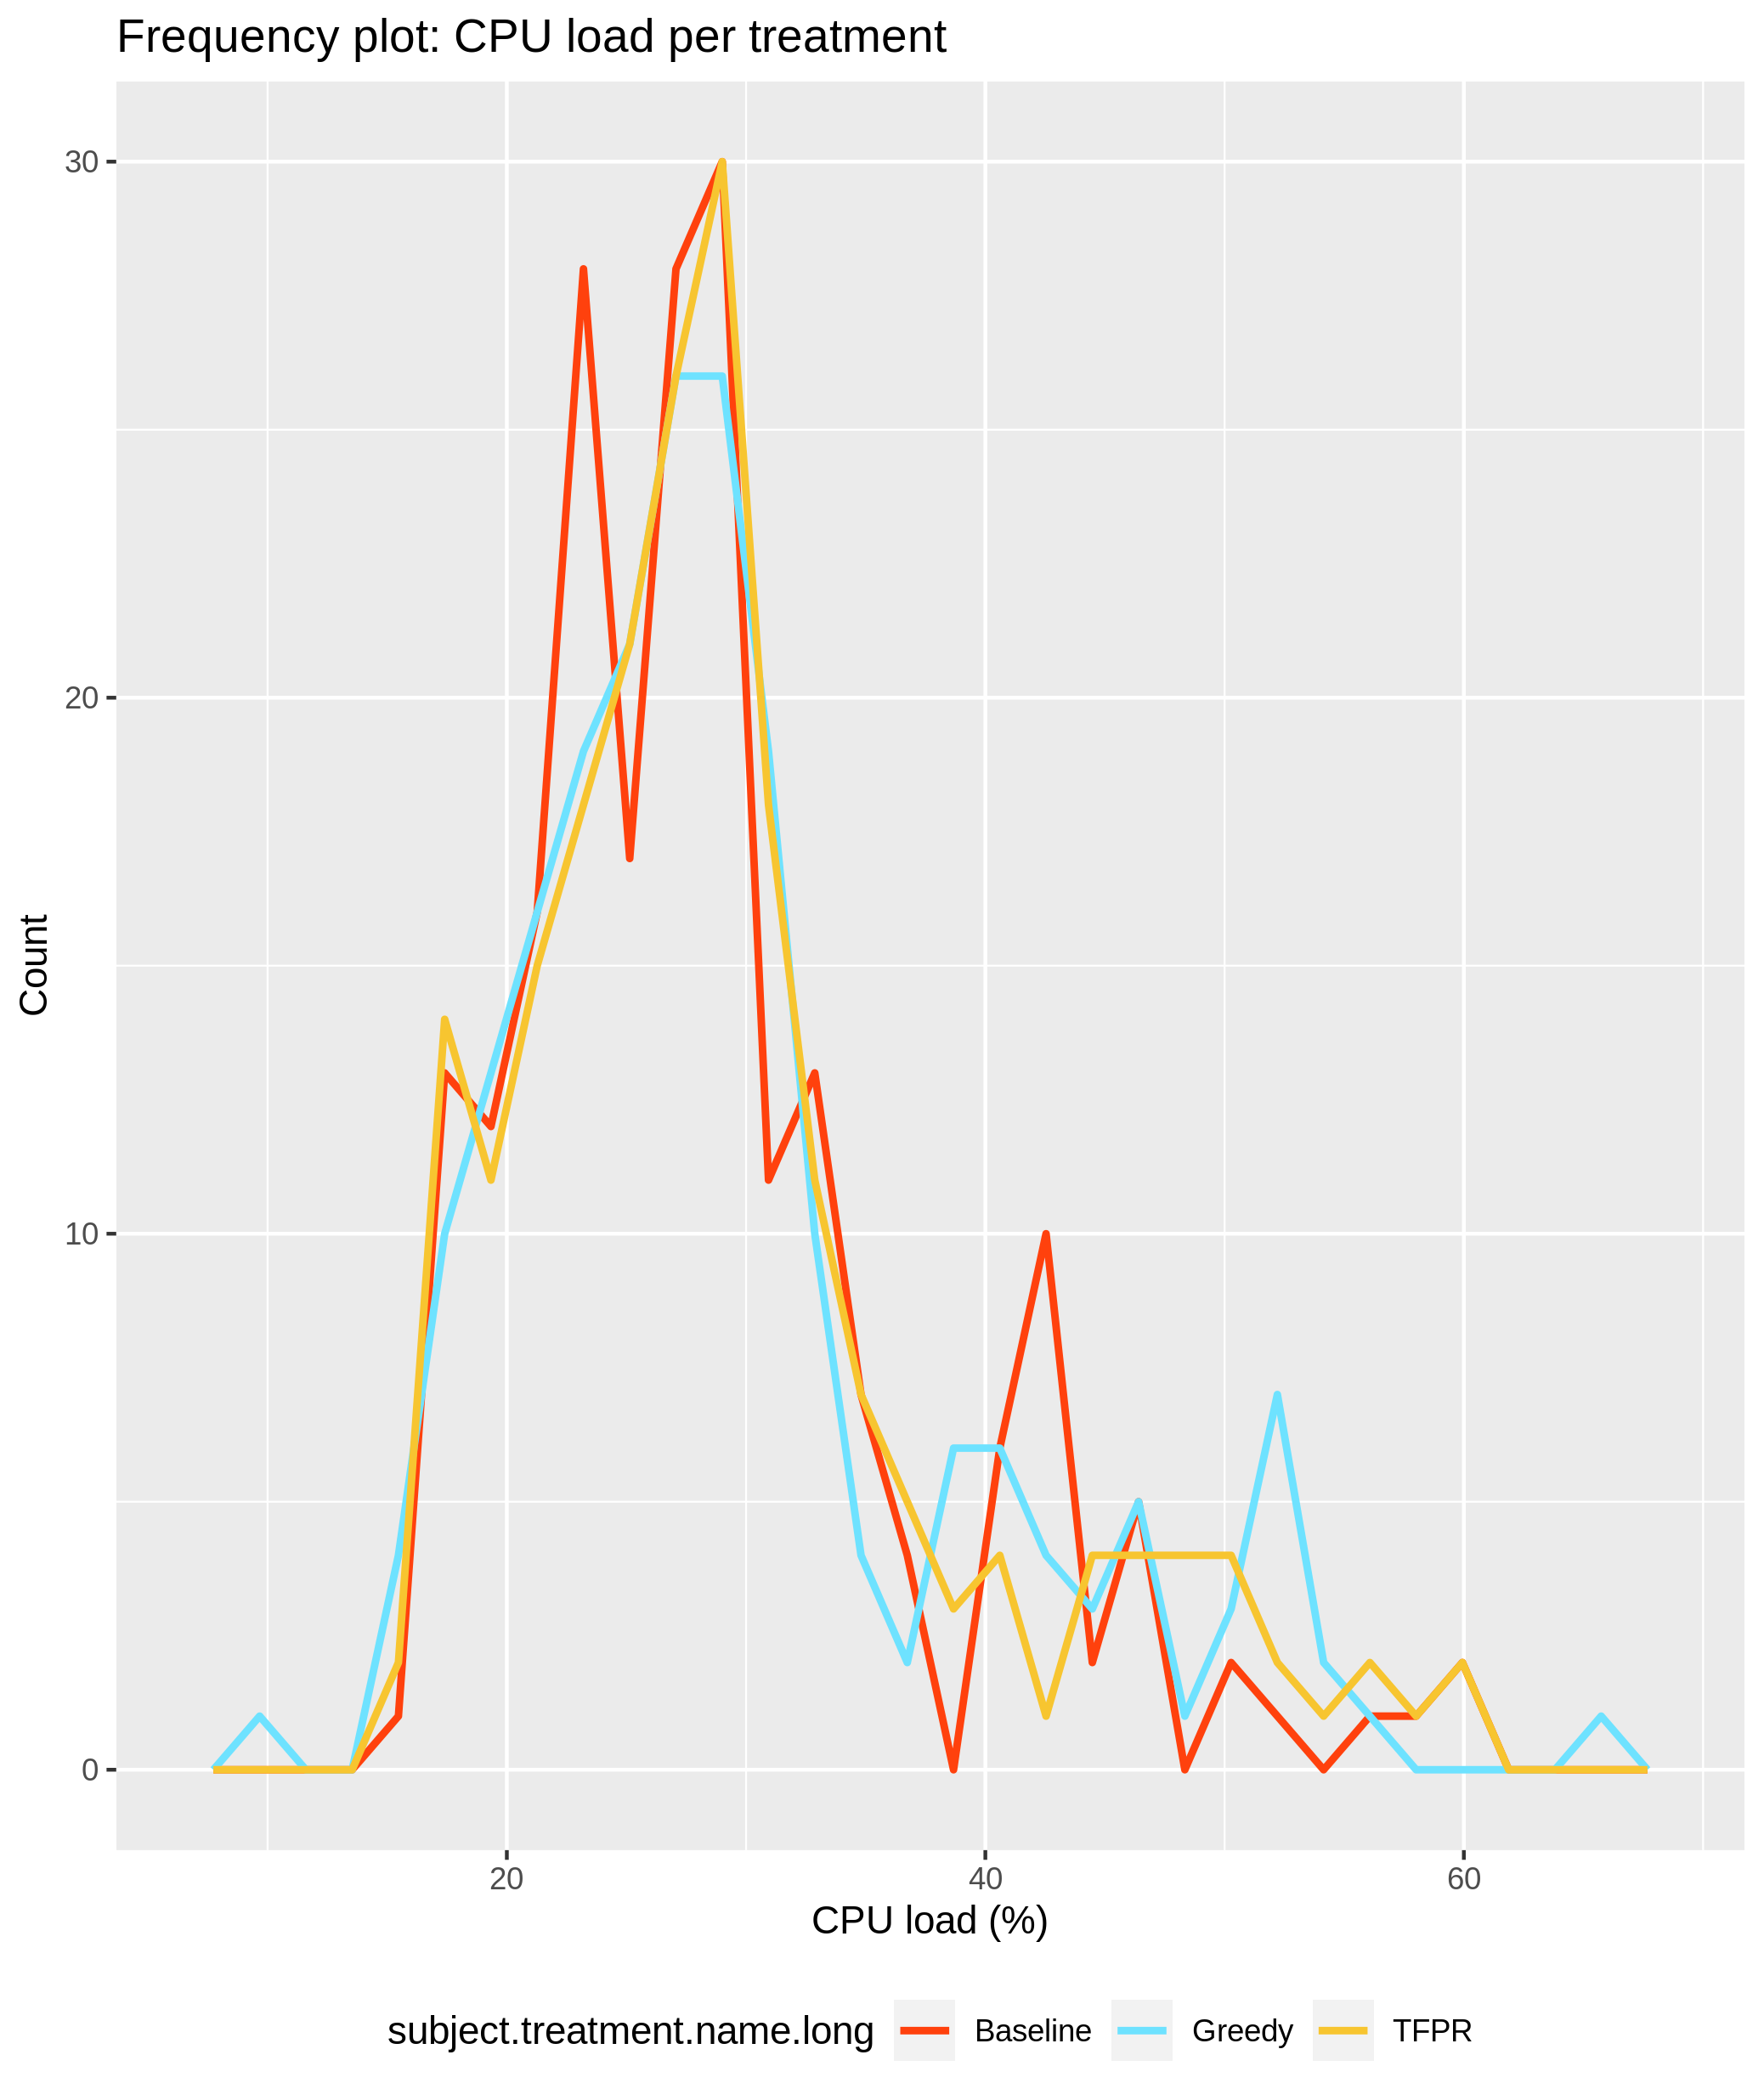 Frequency plot: CPU load per treatment
30
20
10
0
Count
20 40 60
CPU load (%)
subject.treatment.name.long Baseline Greedy TFPR